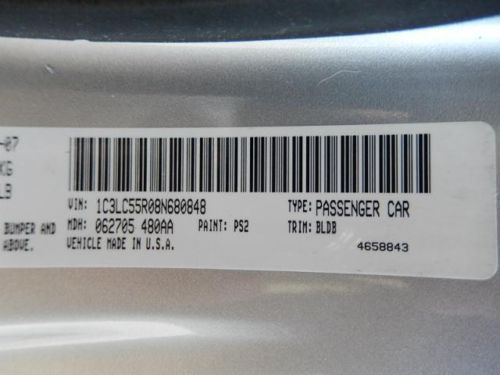 -07
KG
LB
VIN: 1C3LC55R08N680848 TYPE: PASSENGER CAR
BUMPER AND MDH: 062705 480AA PAINT: PS2 TRIM: BLDB
ABOVE. VEHICLE MADE IN U.S.A. 4658843